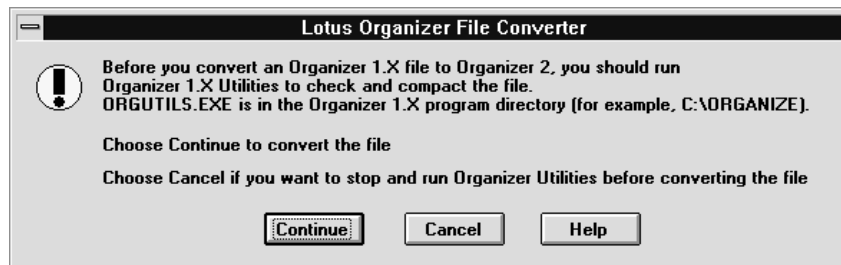 Lotus Organizer File Converter
Before you convert an Organizer 1.X file to Organizer 2, you should run
Organizer 1.X Utilities to check and compact the file.
ORGUTILS.EXE is in the Organizer 1.X program directory (for example, C:\ORGANIZE).
Choose Continue to convert the file
Choose Cancel if you want to stop and run Organizer Utilities before converting the file
Continue Cancel Help